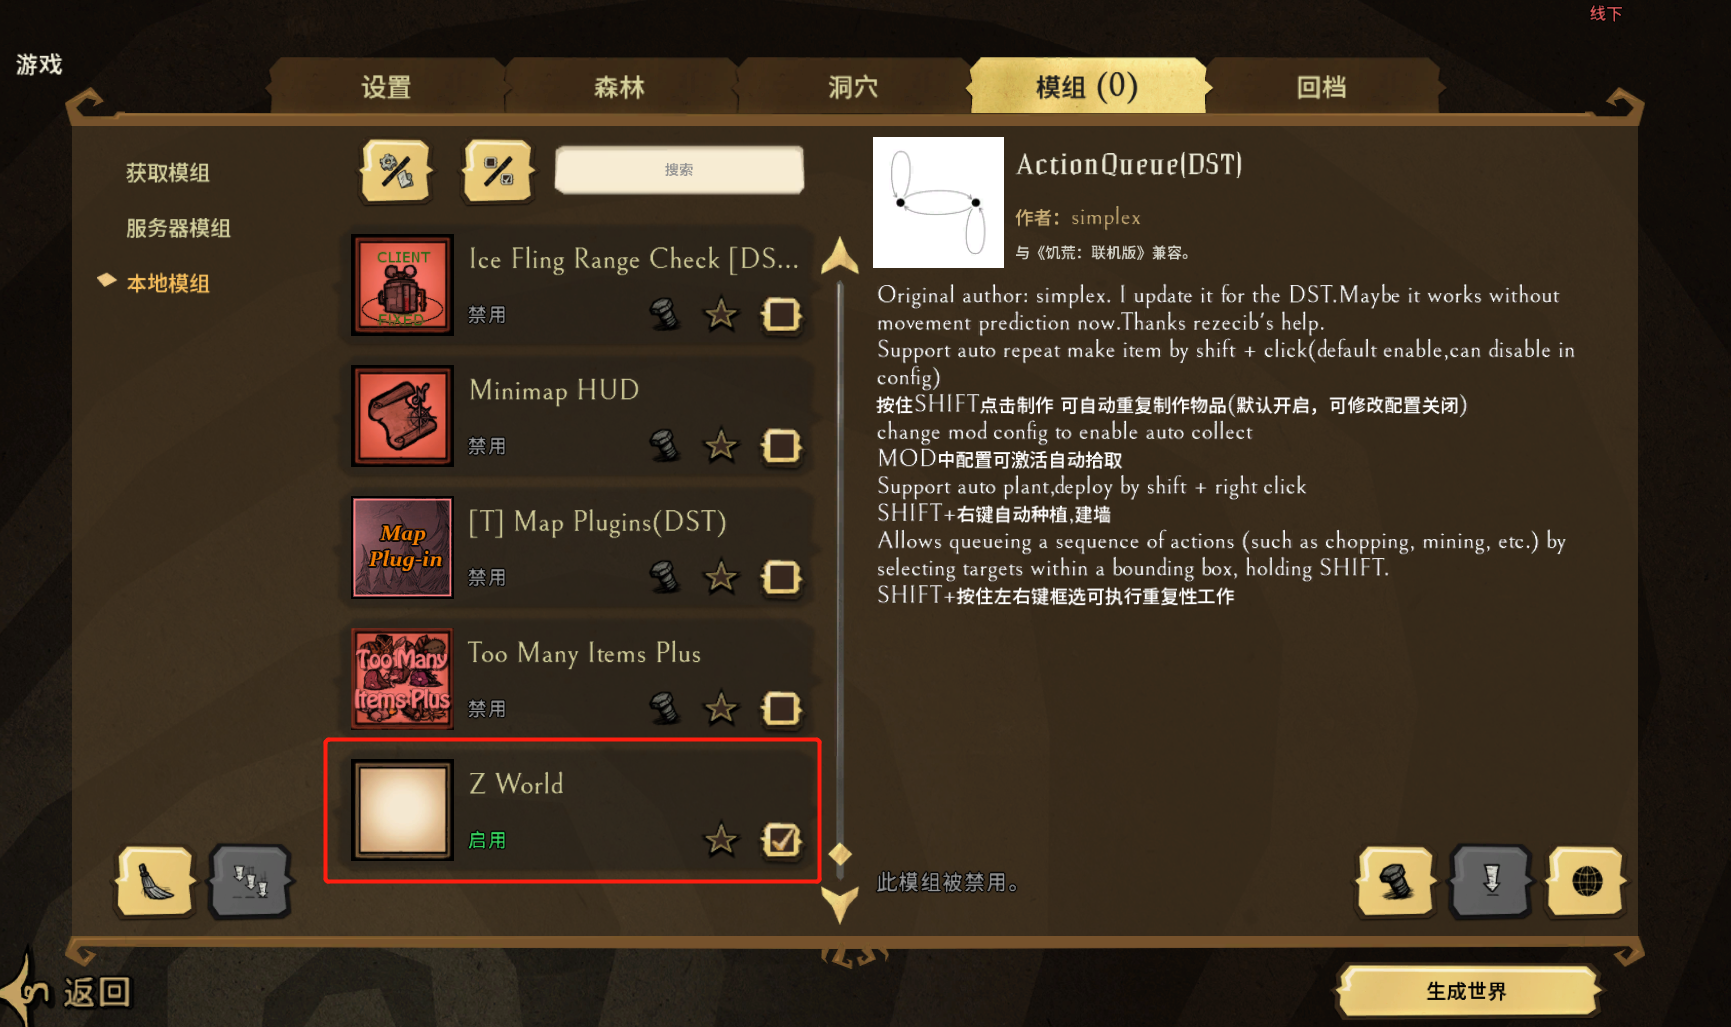 线下
游戏
设置
森林
洞穴
模组 (0)
回档
获取模组
服务器模组
本地模组
搜索
CLIENT
FIXED
Ice Fling Range Check [DS...
禁用
Minimap HUD
禁用
Map
Plug-in
[T] Map Plugins(DST)
禁用
Too Many
Items Plus
Too Many Items Plus
禁用
Z World
启用
ActionQueue(DST)
作者：simplex
与《饥荒：联机版》兼容。
Original author: simplex. I update it for the DST.Maybe it works without
movement prediction now.Thanks rezecib's help.
Support auto repeat make item by shift + click(default enable,can disable in
config)
按住SHIFT点击制作 可自动重复制作物品(默认开启，可修改配置关闭)
change mod config to enable auto collect
MOD中配置可激活自动拾取
Support auto plant,deploy by shift + right click
SHIFT+右键自动种植,建墙
Allows queueing a sequence of actions (such as chopping, mining, etc.) by
selecting targets within a bounding box, holding SHIFT.
SHIFT+按住左右键框选可执行重复性工作
此模组被禁用。
返回
生成世界